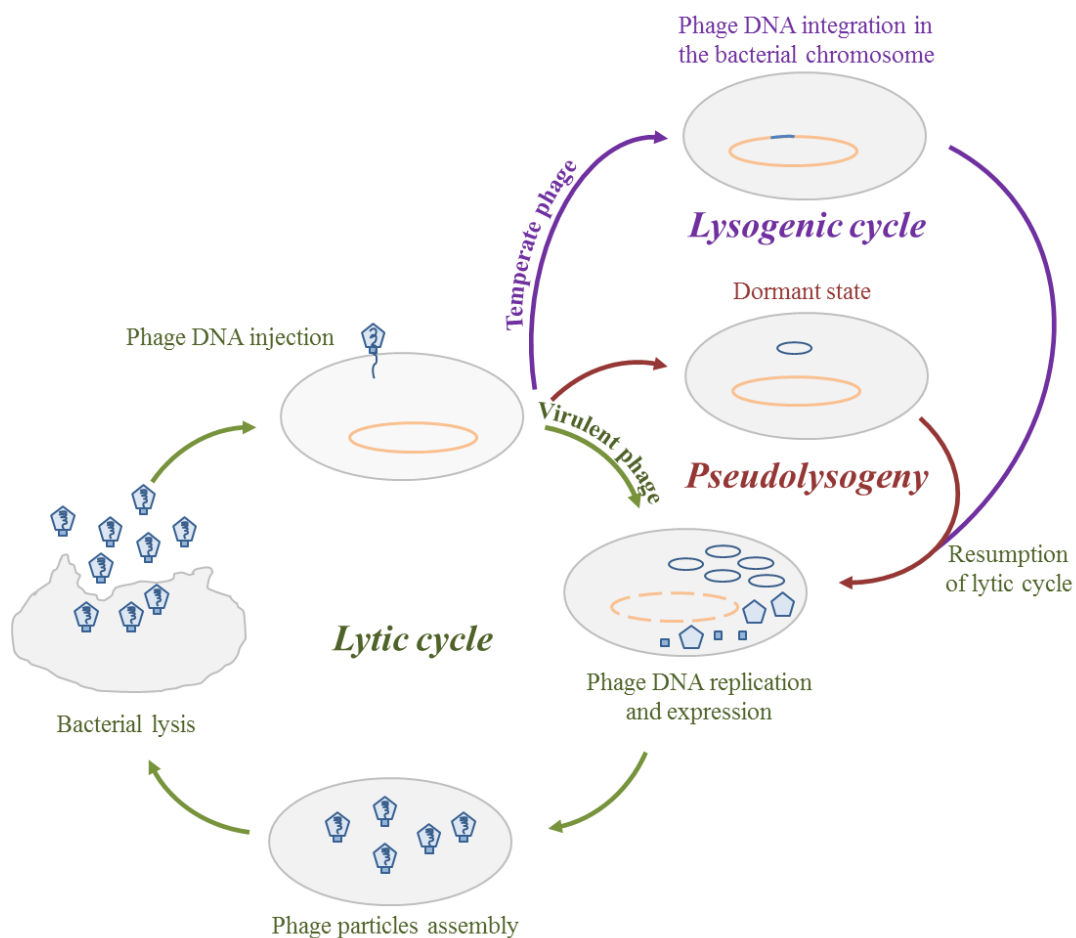 Phage DNA integration in
the bacterial chromosome
Temperate phage
Lysogenic cycle
Dormant state
Phage DNA injection
Virulent phage
Pseudolysogeny
Resumption
of lytic cycle
Lytic cycle
Phage DNA replication
and expression
Bacterial lysis
Phage particles assembly